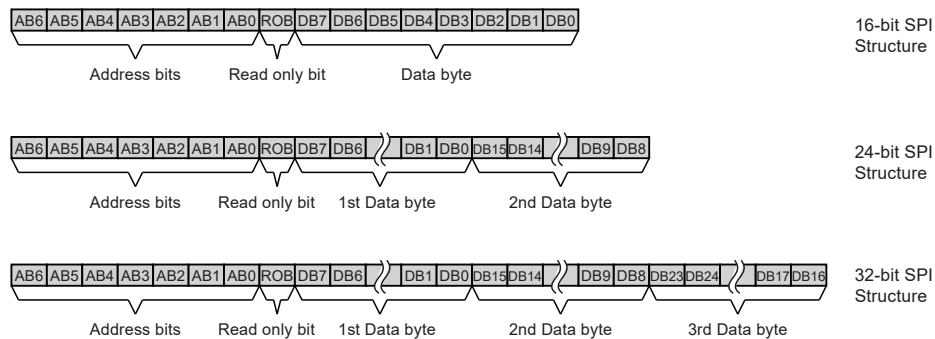 AB6 AB5 AB4 AB3 AB2 AB1 AB0 ROB DB7 DB6 DB5 DB4 DB3 DB2 DB1 DB0
16-bit SPI
Structure
Address bits Read only bit Data byte
AB6 AB5 AB4 AB3 AB2 AB1 AB0 ROB DB7 DB6 DB1 DB0 DB15 DB14 DB9 DB8
24-bit SPI
Structure
Address bits Read only bit 1st Data byte 2nd Data byte
AB6 AB5 AB4 AB3 AB2 AB1 AB0 ROB DB7 DB6 DB1 DB0 DB15 DB14 DB9 DB8 DB23 DB24 DB17 DB16
32-bit SPI
Structure
Address bits Read only bit 1st Data byte 2nd Data byte 3rd Data byte